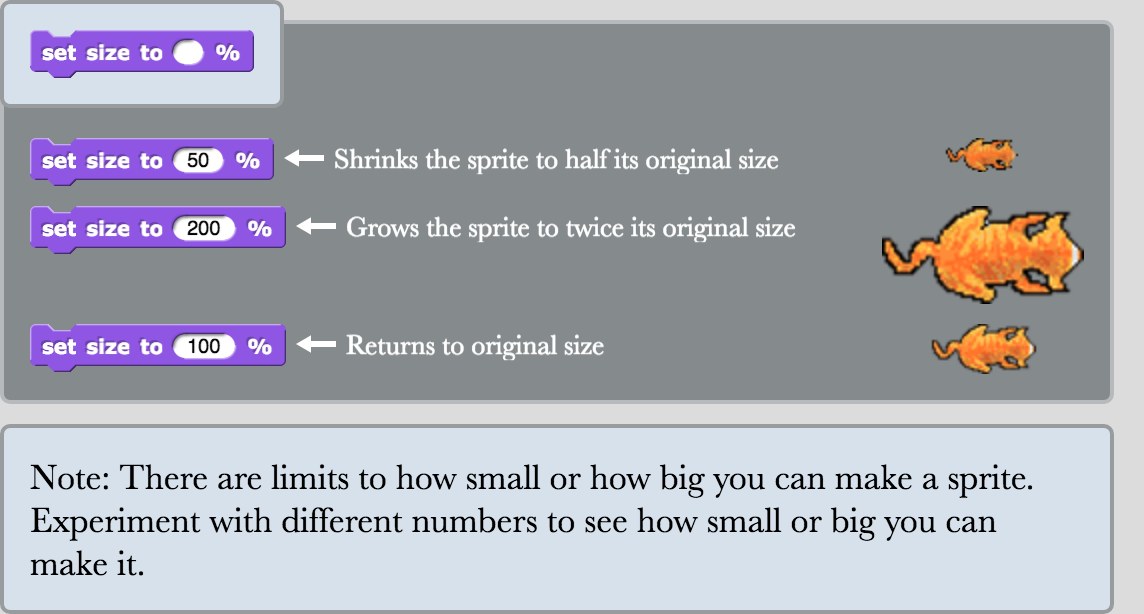 set size to %
set size to 50 % Shrinks the sprite to half its original size
set size to 200 % Grows the sprite to twice its original size
set size to 100 % Returns to original size
Note: There are limits to how small or how big you can make a sprite.
Experiment with different numbers to see how small or big you can
make it.